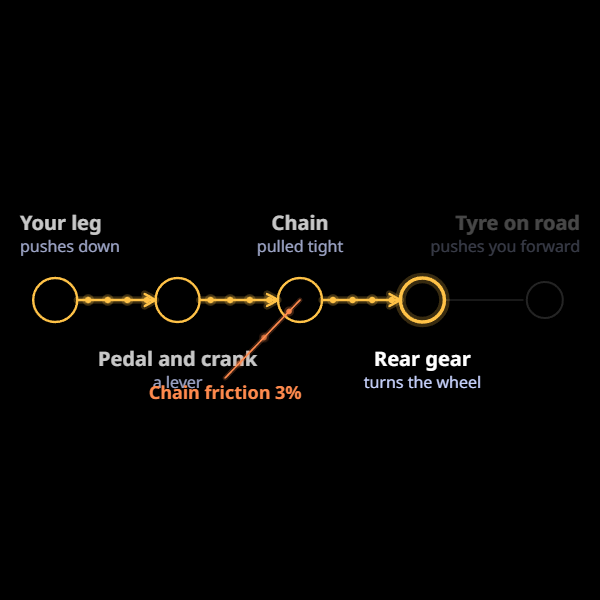 Your leg
pushes down
Chain
pulled tight
Tyre on road
pushes you forward
Pedal and crank
a lever
Rear gear
turns the wheel
Chain friction 3%